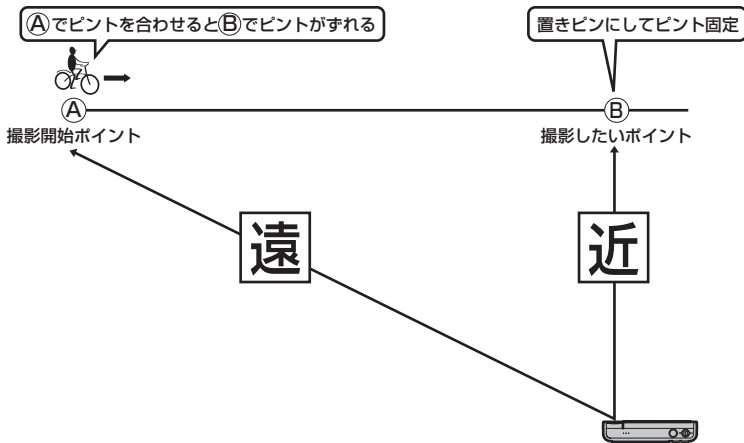 Ⓐでピントを合わせるとⒷでピントがずれる
置きピンにしてピント固定
Ⓐ
Ⓑ
撮影開始ポイント
撮影したいポイント
遠
近